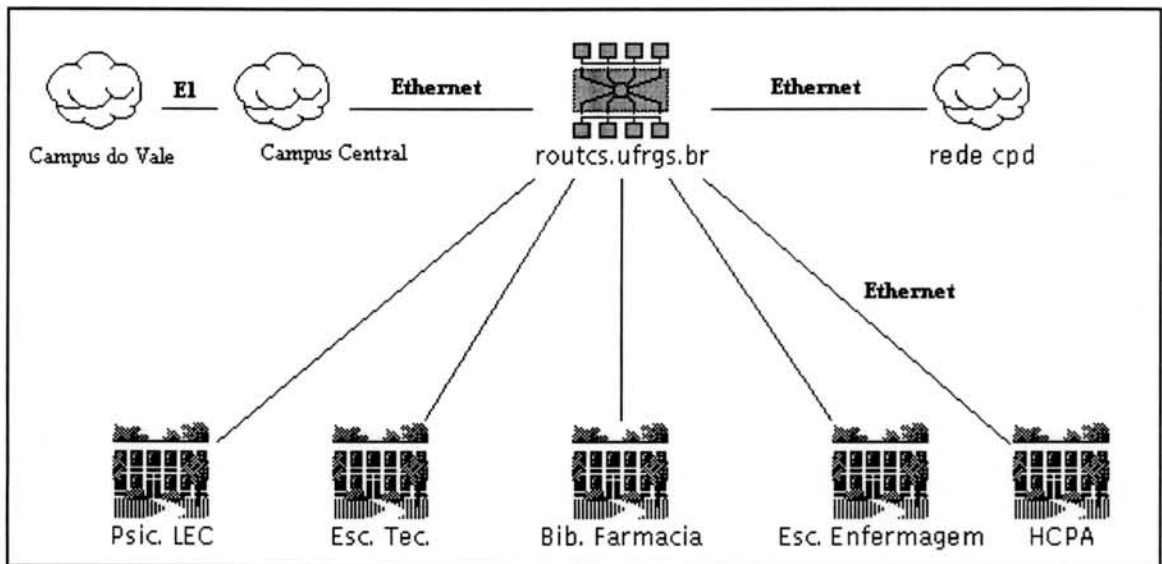 E1
Ethernet
Ethernet
Campus do Vale
Campus Central
routcs.ufrgs.br
rede cpd
Ethernet
Psic. LEC
Esc. Tec.
Bib. Farmacia
Esc. Enfermagem
HCPA